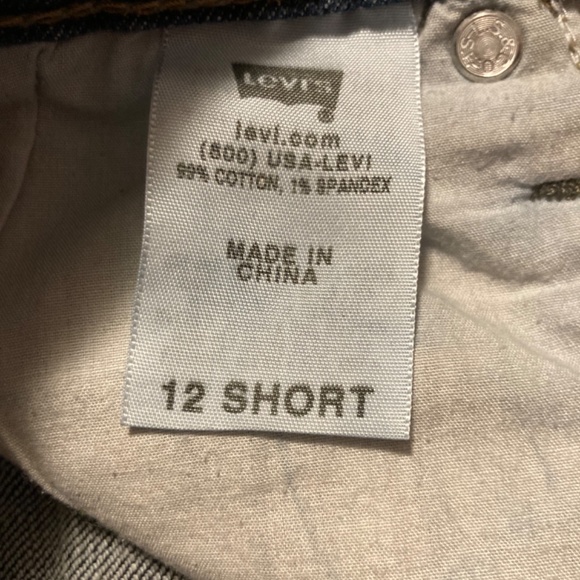 LEVI'S
®
levi.com
(800) USA-LEVI
99% COTTON, 1% SPANDEX
MADE IN
CHINA
12 SHORT